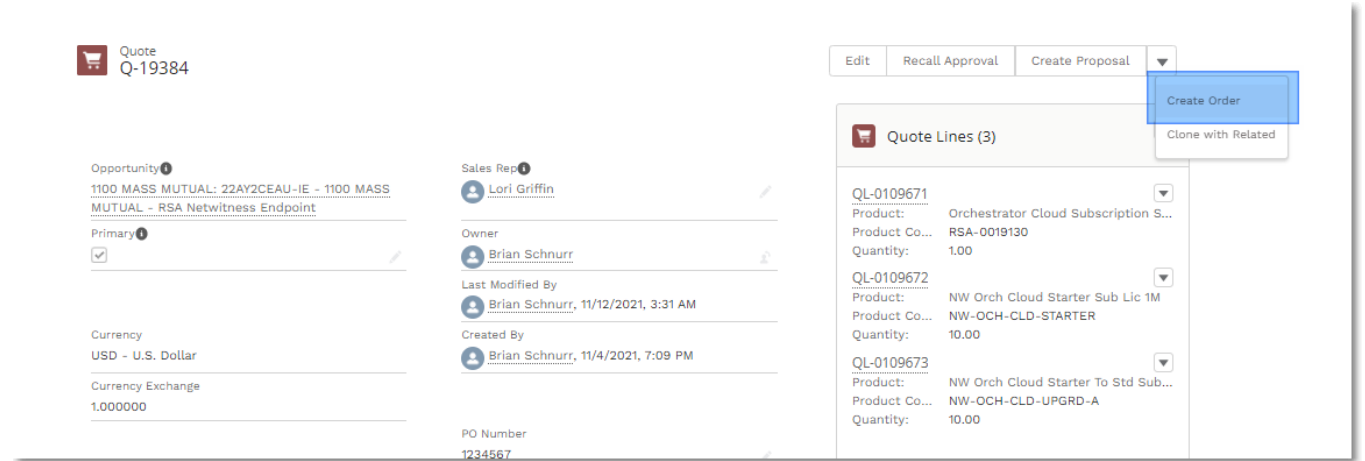 Quote
Q-19384
Edit
Recall Approval
Create Proposal
Create Order
Clone with Related
Opportunity
1100 MASS MUTUAL: 22AY2CEAU-IE - 1100 MASS
MUTUAL - RSA Netwitness Endpoint
Primary
Currency
USD - U.S. Dollar
Currency Exchange
1.000000
Sales Rep
Lori Griffin
Owner
Brian Schnurr
Last Modified By
Brian Schnurr, 11/12/2021, 3:31 AM
Created By
Brian Schnurr, 11/4/2021, 7:09 PM
PO Number
1234567
Quote Lines (3)
QL-0109671
Product: Orchestrator Cloud Subscription S...
Product Co... RSA-0019130
Quantity: 1.00
QL-0109672
Product: NW Orch Cloud Starter Sub Lic 1M
Product Co... NW-OCH-CLD-STARTER
Quantity: 10.00
QL-0109673
Product: NW Orch Cloud Starter To Std Sub...
Product Co... NW-OCH-CLD-UPGRD-A
Quantity: 10.00